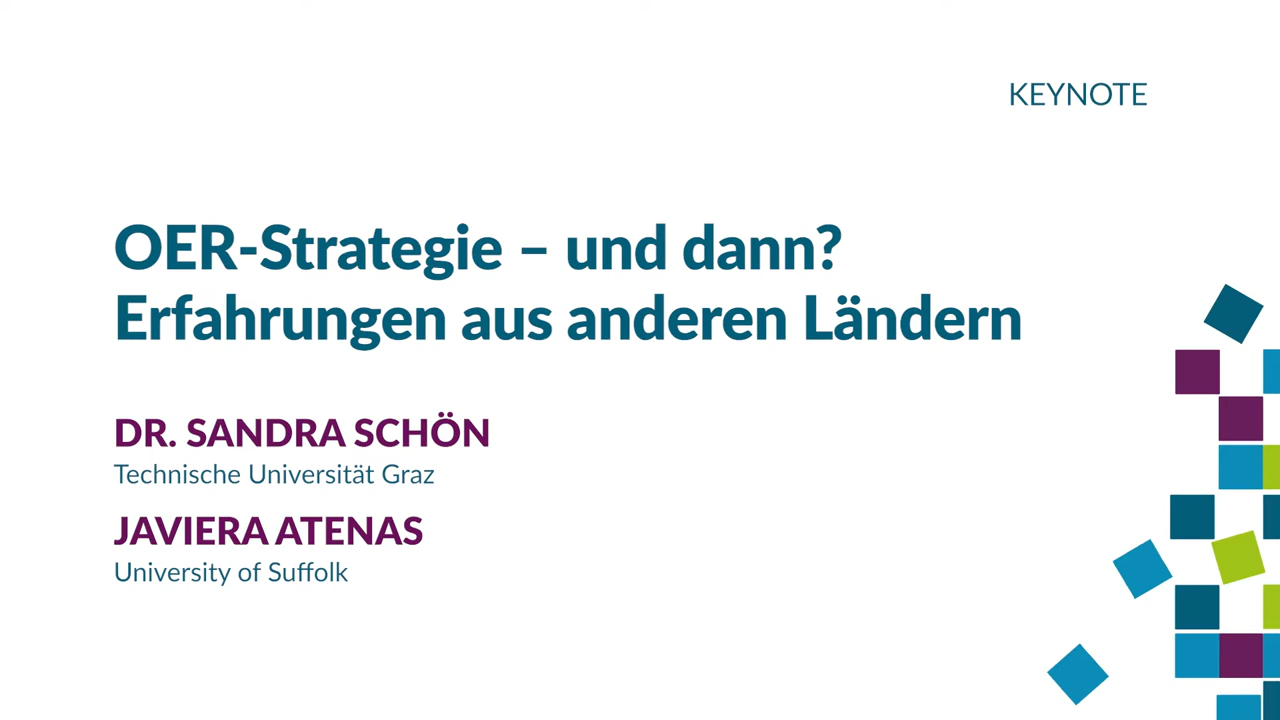 KEYNOTE
OER-Strategie – und dann?
Erfahrungen aus anderen Ländern
DR. SANDRA SCHÖN
Technische Universität Graz
JAVIERA ATENAS
University of Suffolk